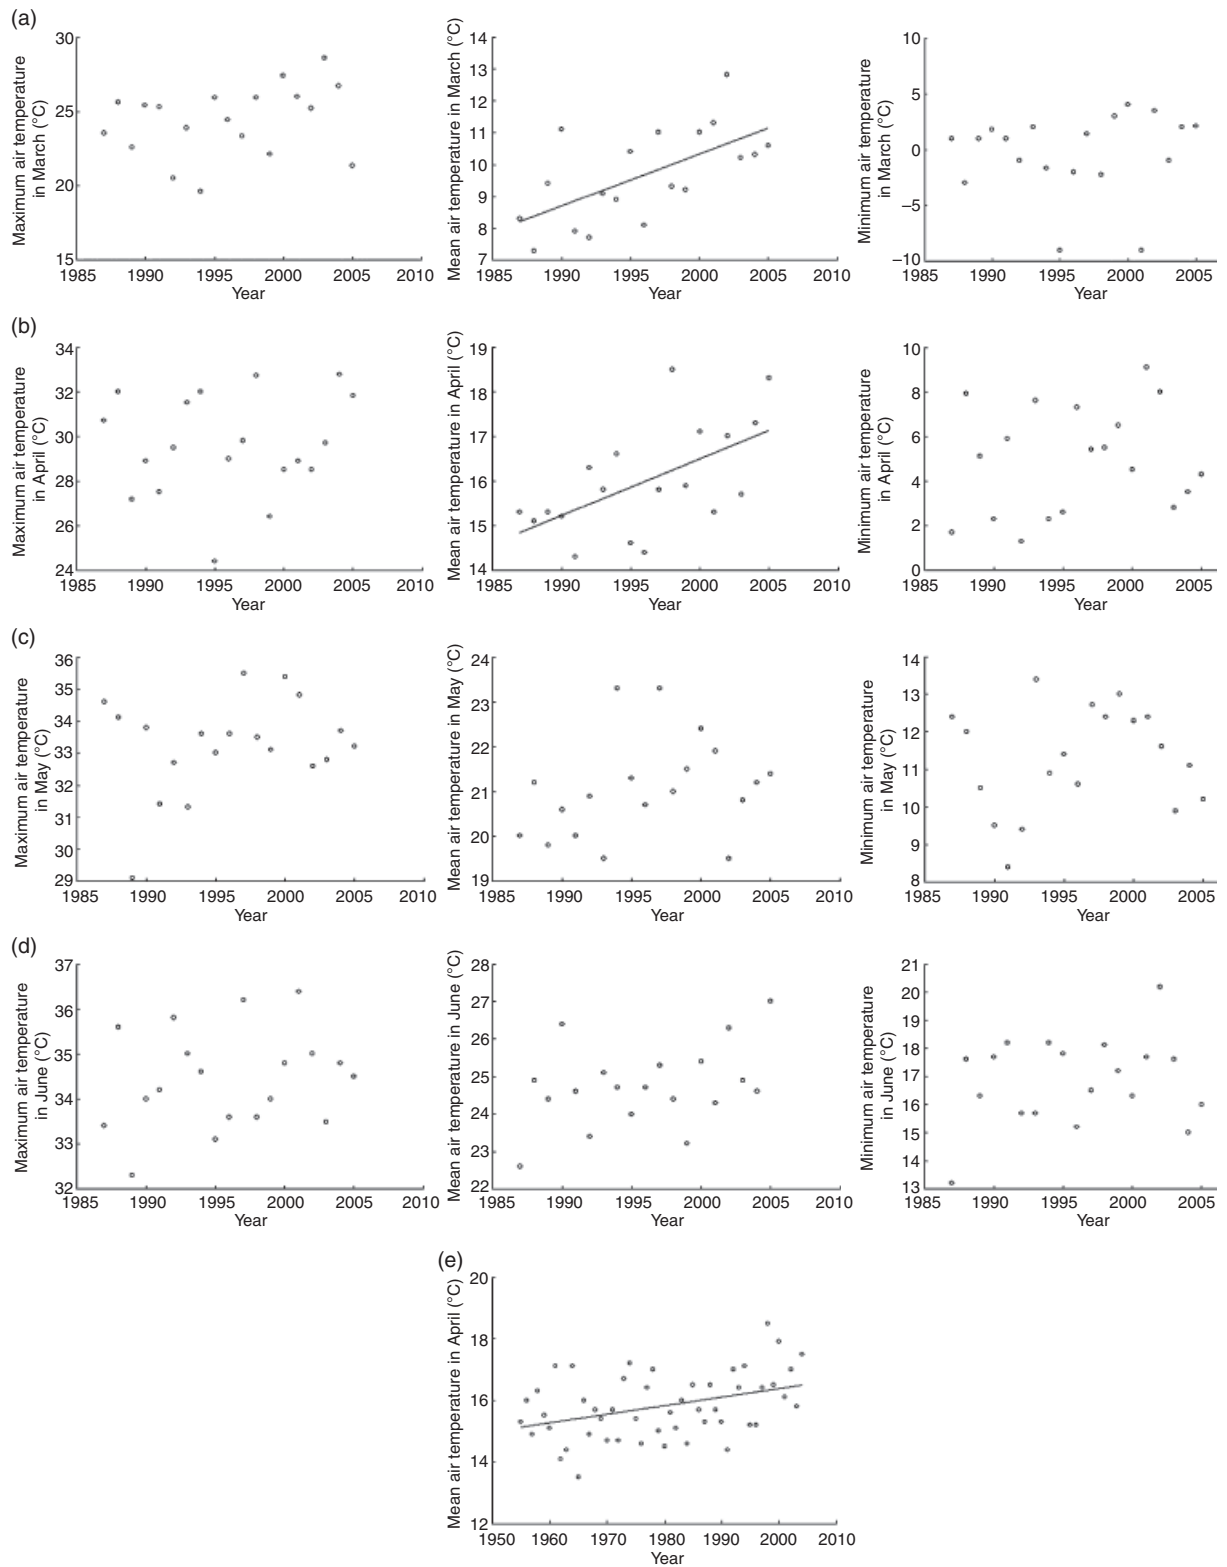 (a)
Maximum air temperature
in March (°C)
30
25
20
15
1985 1990 1995 2000 2005 2010
Year
Mean air temperature in March (°C)
14
13
12
11
10
9
8
7
1985 1990 1995 2000 2005 2010
Year
Minimum air temperature
in March (°C)
10
5
0
–5
–10
1985 1990 1995 2000 2005
Year
(b)
Maximum air temperature
in April (°C)
34
32
30
28
26
24
1985 1990 1995 2000 2005 2010
Year
Mean air temperature in April (°C)
19
18
17
16
15
14
1985 1990 1995 2000 2005 2010
Year
Minimum air temperature
in April (°C)
10
8
6
4
2
0
1985 1990 1995 2000 2005
Year
(c)
Maximum air temperature
in May (°C)
36
35
34
33
32
31
30
29
1985 1990 1995 2000 2005 2010
Year
Mean air temperature in May (°C)
24
23
22
21
20
19
1985 1990 1995 2000 2005 2010
Year
Minimum air temperature
in May (°C)
14
13
12
11
10
9
8
1985 1990 1995 2000 2005
Year
(d)
Maximum air temperature
in June (°C)
37
36
35
34
33
32
1985 1990 1995 2000 2005 2010
Year
Mean air temperature in June (°C)
28
27
26
25
24
23
22
1985 1990 1995 2000 2005 2010
Year
Minimum air temperature
in June (°C)
21
20
19
18
17
16
15
14
13
1985 1990 1995 2000 2005
Year
(e)
Mean air temperature in April (°C)
20
18
16
14
12
1950 1960 1970 1980 1990 2000 2010
Year